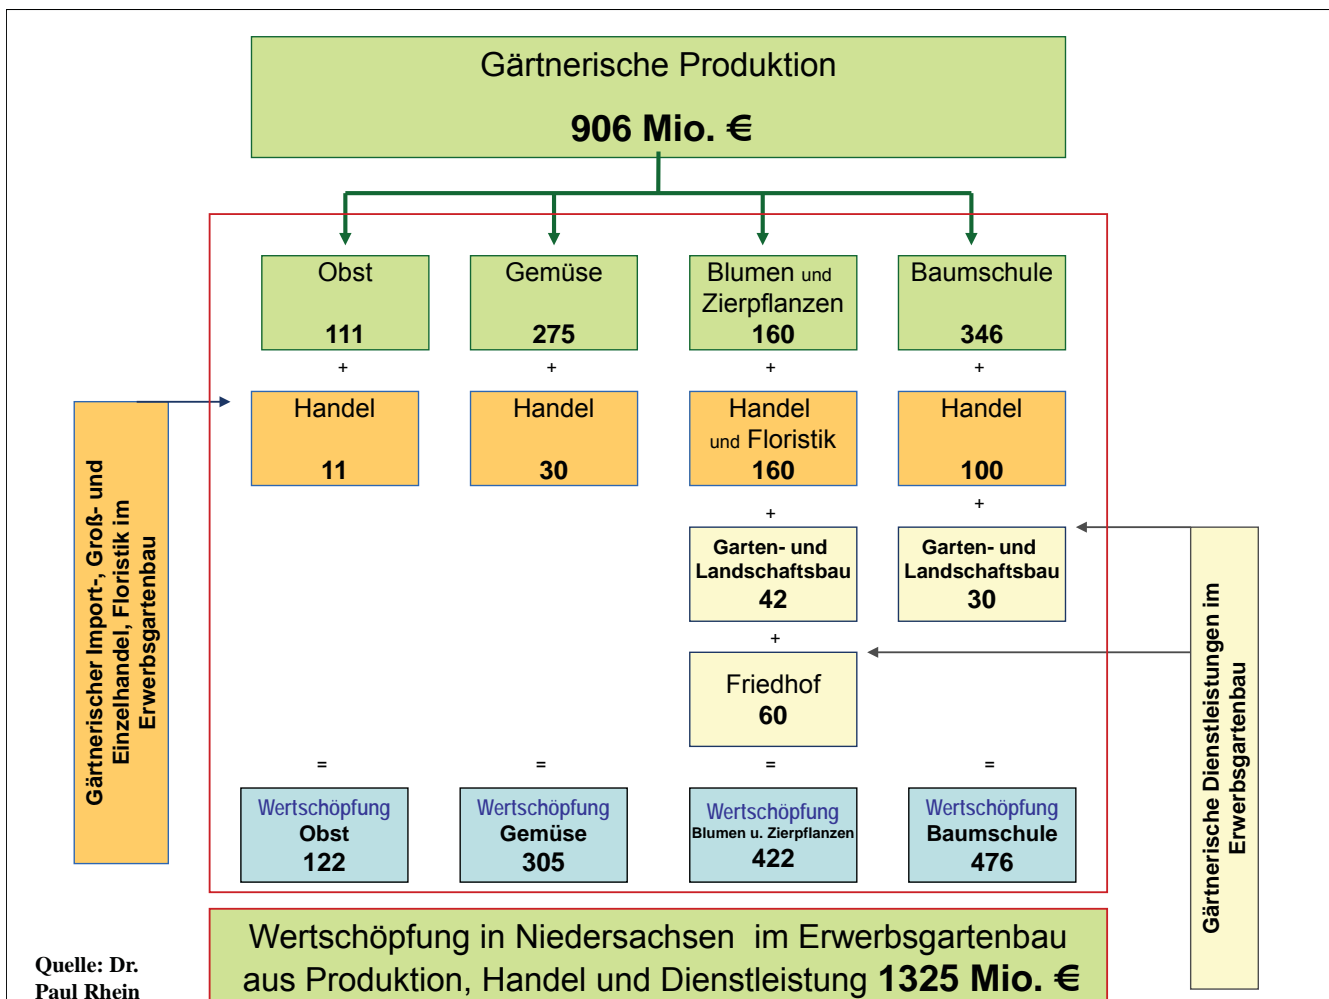 Gärtnerische Produktion
906 Mio. €
Obst
111
Gemüse
275
Blumen und
Zierpflanzen
160
Baumschule
346
+
+
+
+
Handel
11
Handel
30
Handel
und Floristik
160
Handel
100
+
+
Garten- und
Landschaftsbau
42
Garten- und
Landschaftsbau
30
+
Friedhof
60
=
=
=
=
Wertschöpfung
Obst
122
Wertschöpfung
Gemüse
305
Wertschöpfung
Blumen u. Zierpflanzen
422
Wertschöpfung
Baumschule
476
Gärtnerischer Import-, Groß- und
Einzelhandel, Floristik im
Erwerbsgartenbau
Gärtnerische Dienstleistungen im
Erwerbsgartenbau
Wertschöpfung in Niedersachsen im Erwerbsgartenbau
aus Produktion, Handel und Dienstleistung 1325 Mio. €
Quelle: Dr.
Paul Rhein